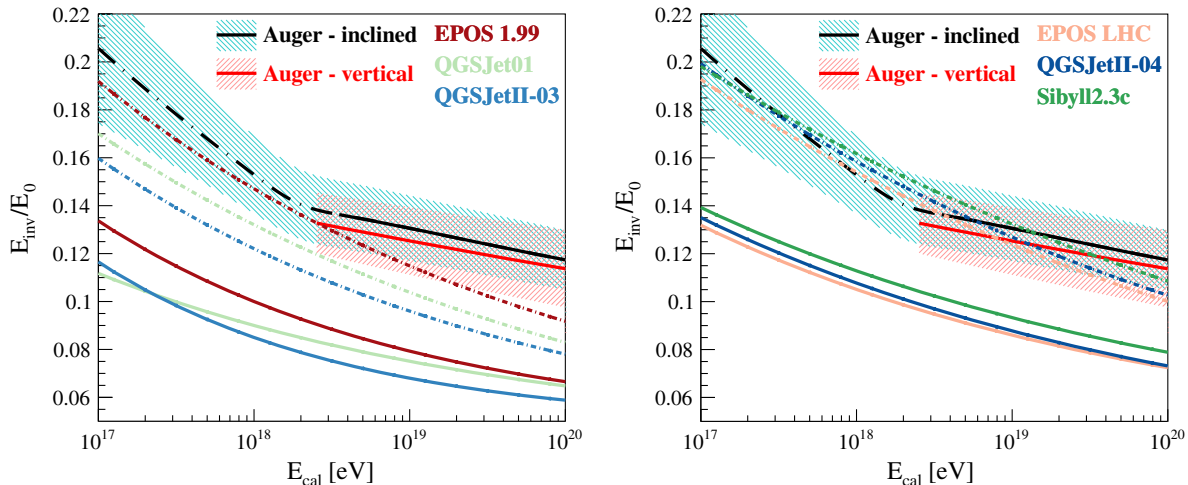 0.22
0.2
0.18
0.16
0.14
0.12
0.1
0.08
0.06
E_inv/E_0
Auger - inclined
Auger - vertical
EPOS 1.99
QGSJet01
QGSJetII-03
10^17
10^18
10^19
10^20
E_cal [eV]
0.22
0.2
0.18
0.16
0.14
0.12
0.1
0.08
0.06
E_inv/E_0
Auger - inclined
Auger - vertical
EPOS LHC
QGSJetII-04
Sibyll2.3c
10^17
10^18
10^19
10^20
E_cal [eV]